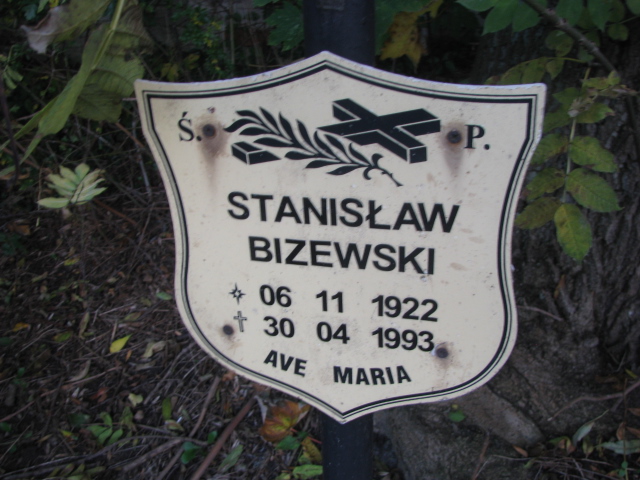 Ś. P.
STANISŁAW
BIZEWSKI
06 11 1922
30 04 1993
AVE MARIA